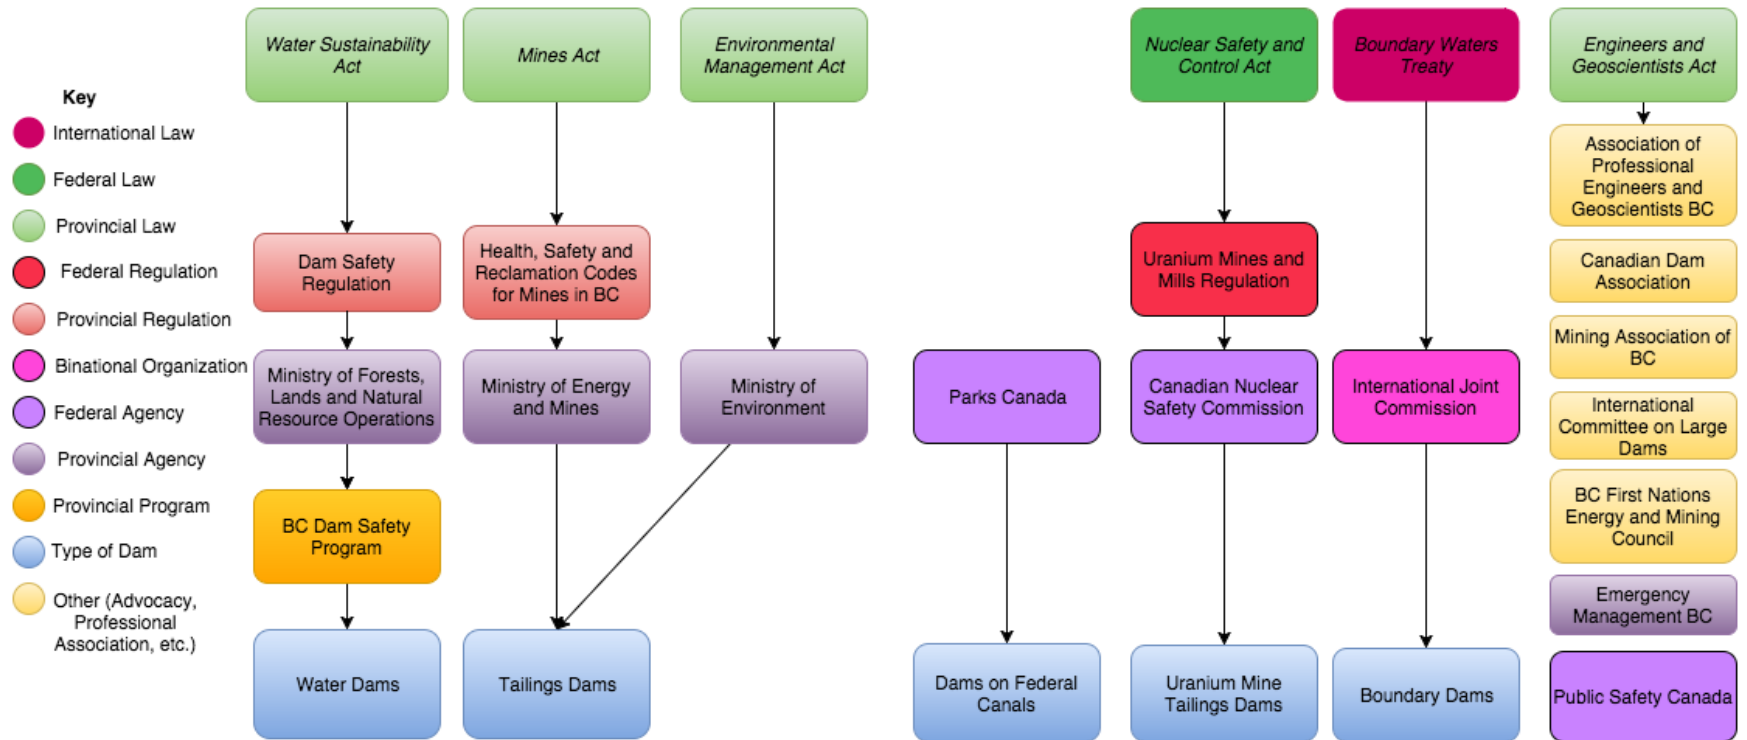 Key
International Law
Federal Law
Provincial Law
Federal Regulation
Provincial Regulation
Binational Organization
Federal Agency
Provincial Agency
Provincial Program
Type of Dam
Other (Advocacy,
Professional
Association, etc.)
Water Sustainability
Act
Dam Safety
Regulation
Ministry of Forests,
Lands and Natural
Resource Operations
BC Dam Safety
Program
Water Dams
Mines Act
Health, Safety and
Reclamation Codes
for Mines in BC
Ministry of Energy
and Mines
Tailings Dams
Environmental
Management Act
Ministry of
Environment
Parks Canada
Dams on Federal
Canals
Nuclear Safety and
Control Act
Uranium Mines and
Mills Regulation
Canadian Nuclear
Safety Commission
Uranium Mine
Tailings Dams
Boundary Waters
Treaty
International Joint
Commission
Boundary Dams
Engineers and
Geoscientists Act
Association of
Professional
Engineers and
Geoscientists BC
Canadian Dam
Association
Mining Association of
BC
International
Committee on Large
Dams
BC First Nations
Energy and Mining
Council
Emergency
Management BC
Public Safety Canada